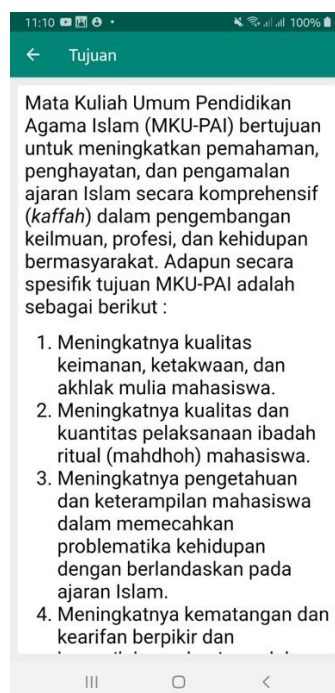 11:10 100%
Tujuan
Mata Kuliah Umum Pendidikan
Agama Islam (MKU-PAI) bertujuan
untuk meningkatkan pemahaman,
penghayatan, dan pengamalan
ajaran Islam secara komprehensif
(kaffah) dalam pengembangan
keilmuan, profesi, dan kehidupan
bermasyarakat. Adapun secara
spesifik tujuan MKU-PAI adalah
sebagai berikut :
1. Meningkatnya kualitas
keimanan, ketakwaan, dan
akhlak mulia mahasiswa.
2. Meningkatnya kualitas dan
kuantitas pelaksanaan ibadah
ritual (mahdhoh) mahasiswa.
3. Meningkatnya pengetahuan
dan keterampilan mahasiswa
dalam memecahkan
problematika kehidupan
dengan berlandaskan pada
ajaran Islam.
4. Meningkatnya kematangan dan
kearifan berpikir dan